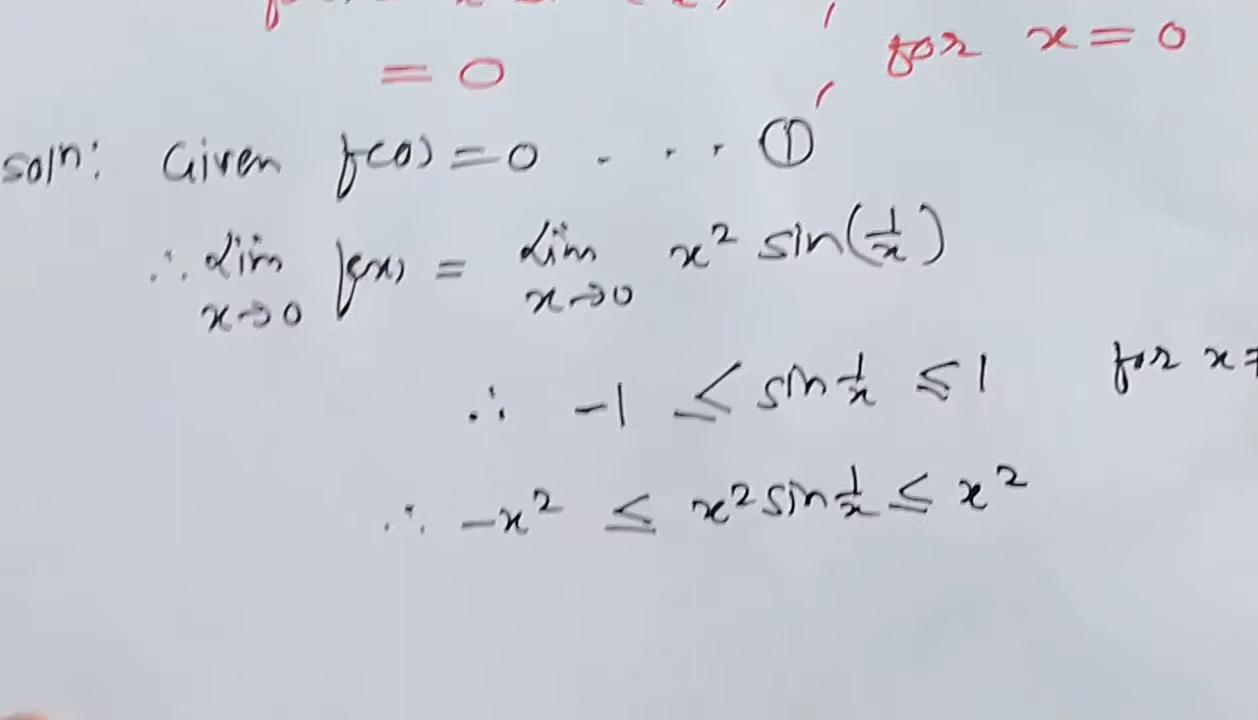 for x = 0
= 0
soln: Given f(0) = 0 . . . ①
∴ lim x→0 f(x) = lim x→0 x² sin(1/x)
∴ -1 ≤ sin 1/x ≤ 1 for x
∴ -x² ≤ x² sin 1/x ≤ x²